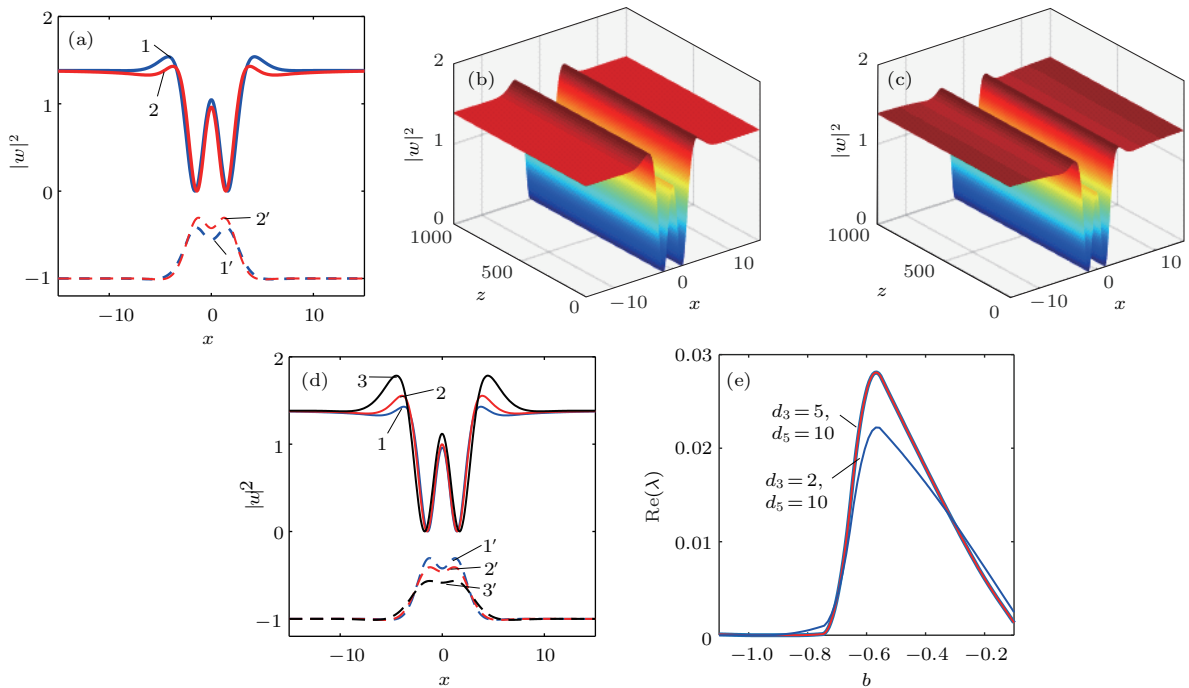 (a)
2
1
0
−1
|w|²
−10
0
10
x
1
2
1′
2′
(b)
2
1
0
|w|²
1000
500
0
z
−10
0
10
x
(c)
2
1
0
|w|²
1000
500
0
z
−10
0
10
x
(d)
2
1
0
−1
|w|²
−10
0
10
x
3
2
1
1′
2′
3′
(e)
0.03
0.02
0.01
0
Re(λ)
d₃ = 5,
d₅ = 10
d₃ = 2,
d₅ = 10
−1.0
−0.8
−0.6
−0.4
−0.2
b